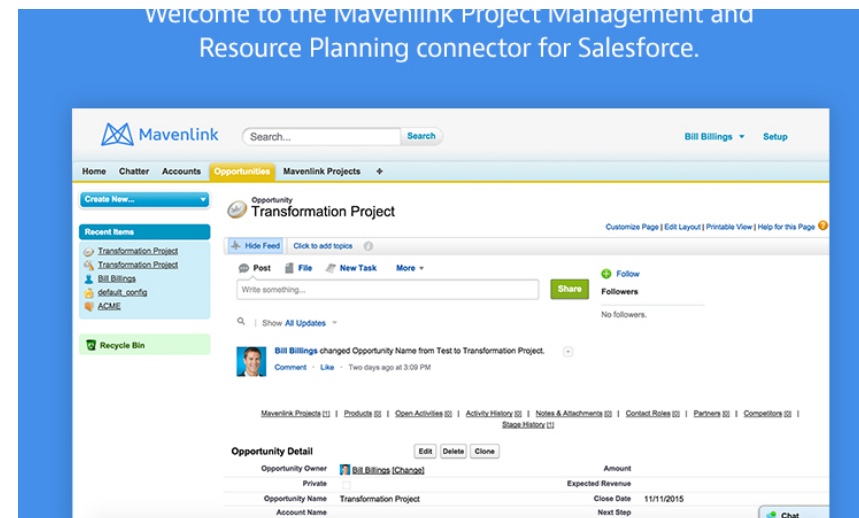 Welcome to the Mavenlink Project Management and
Resource Planning connector for Salesforce.
Mavenlink
Search...
Search
Bill Billings
Setup
Home Chatter Accounts Opportunities Mavenlink Projects +
Create New...
Recent Items
Transformation Project
Transformation Project
Bill Billings
default_config
ACME
Recycle Bin
Opportunity
Transformation Project
Customize Page | Edit Layout | Printable View | Help for this Page
Hide Feed Click to add topics
Post File New Task More
Write something...
Share
Follow
Followers
No followers.
Show All Updates
Bill Billings changed Opportunity Name from Test to Transformation Project.
Comment · Like · Two days ago at 3:09 PM
Mavenlink Projects [1] | Products [0] | Open Activities [0] | Activity History [0] | Notes & Attachments [0] | Contact Roles [0] | Partners [0] | Competitors [0] |
Stage History [1]
Opportunity Detail
Edit Delete Clone
Opportunity Owner Bill Billings [Change] Amount
Private Expected Revenue
Opportunity Name Transformation Project Close Date 11/11/2015
Account Name Next Step
Chat